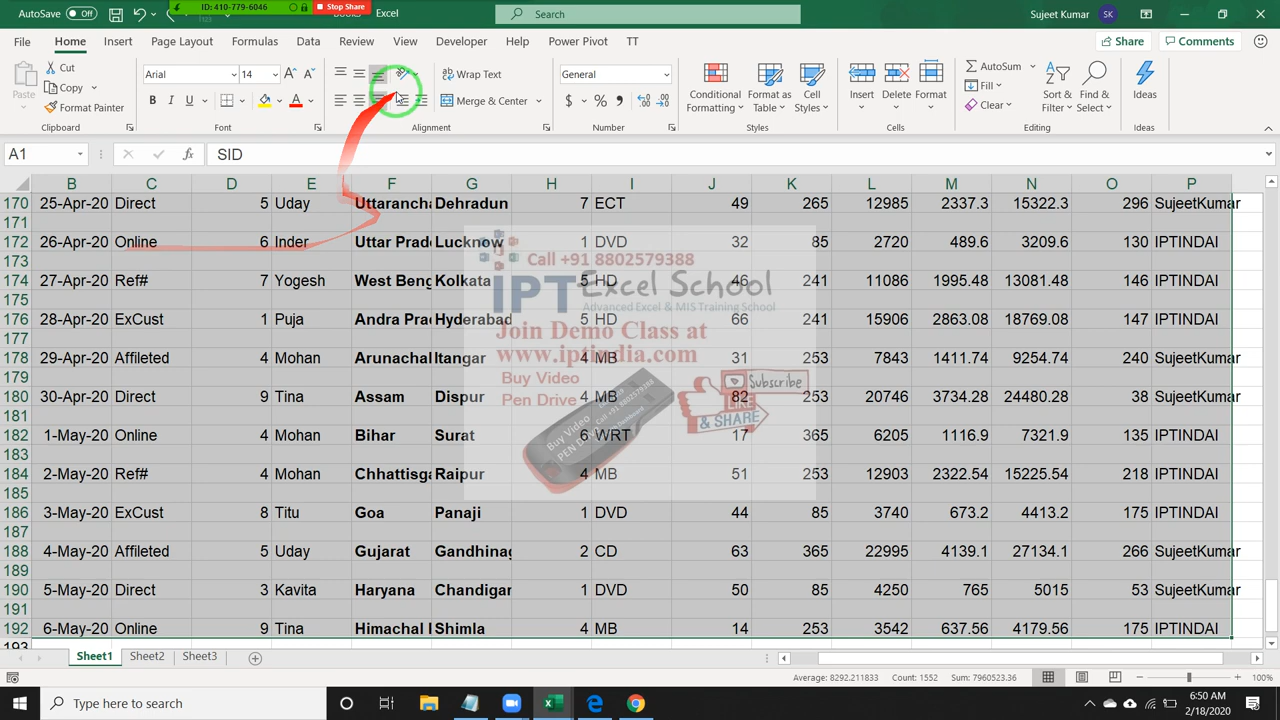 AutoSave Off ID: 410-779-6046 Stop Share Excel Search Sujeet Kumar SK
File Home Insert Page Layout Formulas Data Review View Developer Help Power Pivot TT Share Comments
Cut Arial 14 Wrap Text General AutoSum
Paste Copy Fill
Format Painter B I U Merge & Center $ % Conditional Formatting Format as Table Cell Styles Insert Delete Format Clear Sort & Filter Find & Select Ideas
Clipboard Font Alignment Number Styles Cells Editing Ideas
A1 fx SID
B C D E F G H I J K L M N O P
170 25-Apr-20 Direct 5 Uday Uttarancha Dehradun 7 ECT 49 265 12985 2337.3 15322.3 296 SujeetKumar
171
172 26-Apr-20 Online 6 Inder Uttar Prade Lucknow 1 DVD 32 85 2720 489.6 3209.6 130 IPTINDAI
173
174 27-Apr-20 Ref# 7 Yogesh West Beng Kolkata 5 HD 46 241 11086 1995.48 13081.48 146 IPTINDAI
175
176 28-Apr-20 ExCust 1 Puja Andra Prad Hyderabad 5 HD 66 241 15906 2863.08 18769.08 147 IPTINDAI
177
178 29-Apr-20 Affileted 4 Mohan Arunachal Itangar 4 MB 31 253 7843 1411.74 9254.74 240 SujeetKumar
179
180 30-Apr-20 Direct 9 Tina Assam Dispur 4 MB 82 253 20746 3734.28 24480.28 38 SujeetKumar
181
182 1-May-20 Online 4 Mohan Bihar Surat 6 WRT 17 365 6205 1116.9 7321.9 135 IPTINDAI
183
184 2-May-20 Ref# 4 Mohan Chhattisga Raipur 4 MB 51 253 12903 2322.54 15225.54 218 IPTINDAI
185
186 3-May-20 ExCust 8 Titu Goa Panaji 1 DVD 44 85 3740 673.2 4413.2 175 IPTINDAI
187
188 4-May-20 Affileted 5 Uday Gujarat Gandhinag 2 CD 63 365 22995 4139.1 27134.1 266 SujeetKumar
189
190 5-May-20 Direct 3 Kavita Haryana Chandigar 1 DVD 50 85 4250 765 5015 53 SujeetKumar
191
192 6-May-20 Online 9 Tina Himachal Shimla 4 MB 14 253 3542 637.56 4179.56 175 IPTINDAI
193
Call +91 8802579388
IPT Excel School
Advanced Excel & MIS Training School
Join Demo Class at
www.iptindia.com
Buy Video
Pen Drive
Subscribe
LIKE
& SHARE
Buy Video
PEN DRIVE
Call +91 8802579388
Sheet1 Sheet2 Sheet3
Average: 8292.211833 Count: 1552 Sum: 7960523.36 100%
Type here to search
6:50 AM
2/18/2020